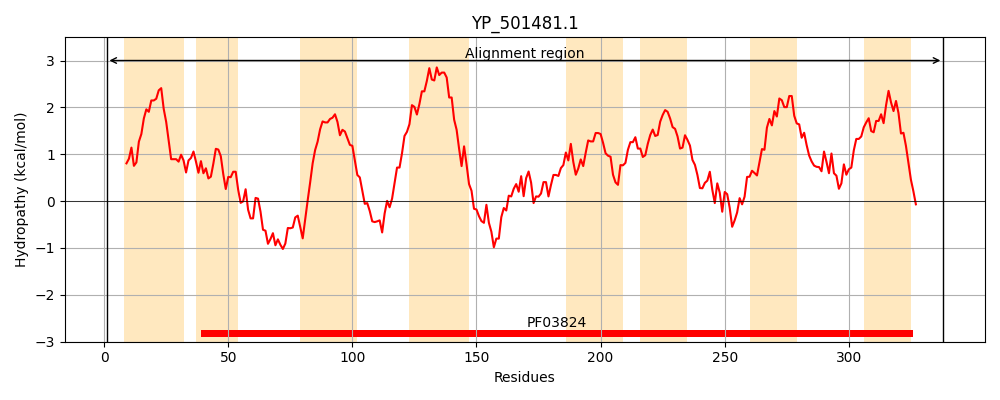 YP_501481.1
Alignment region
PF03824
Hydropathy (kcal/mol)
3
2
1
0
−1
−2
−3
0 50 100 150 200 250 300
Residues